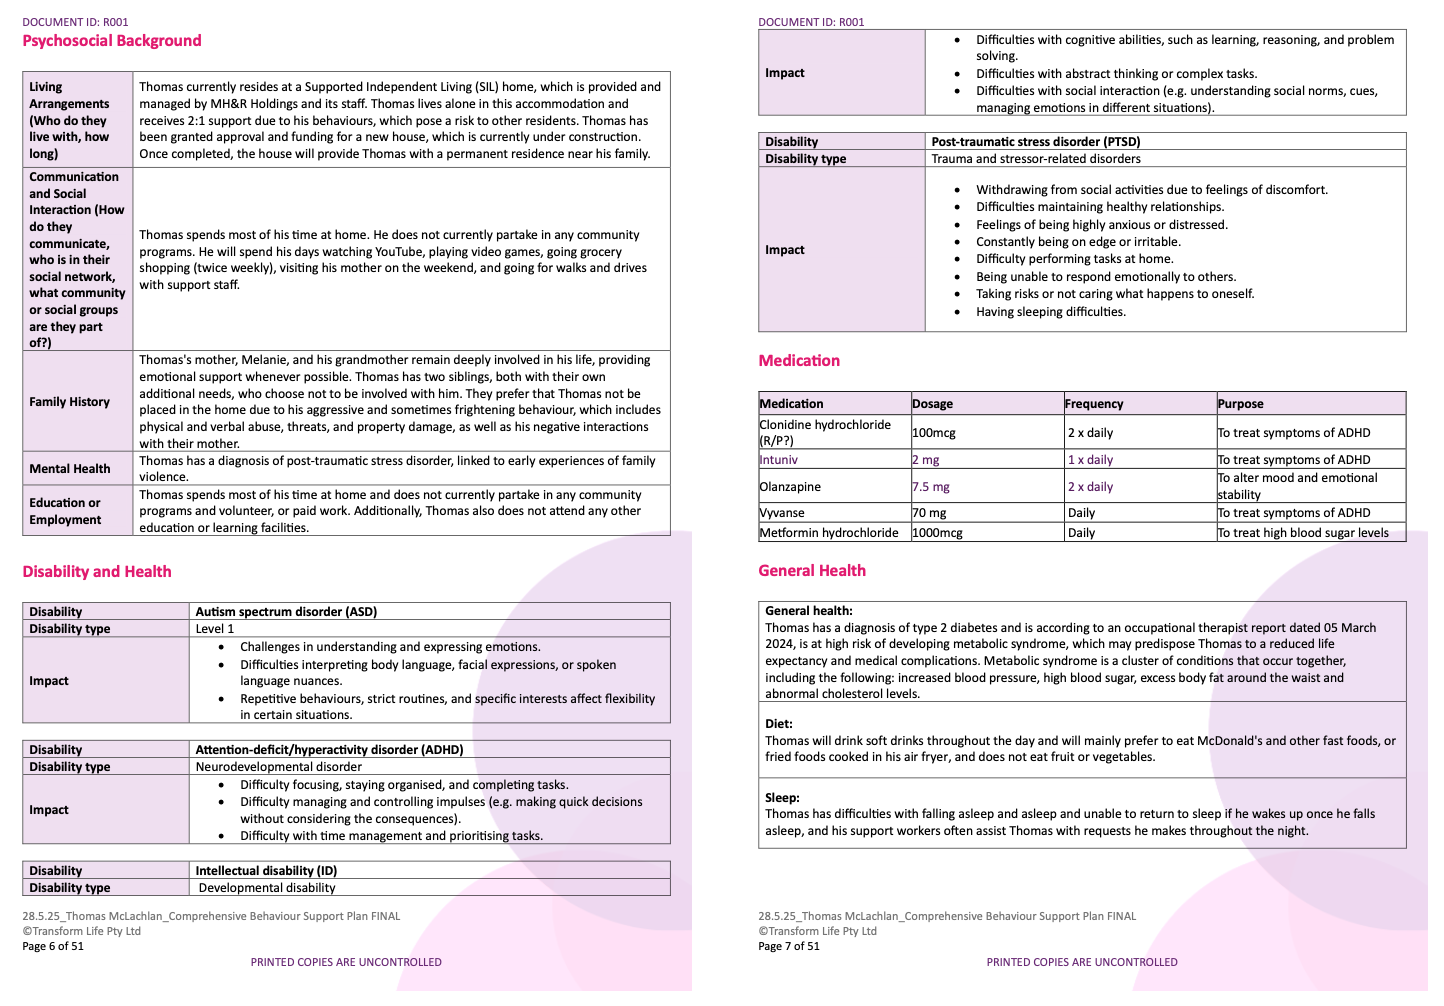 DOCUMENT ID: R001
Psychosocial Background
Living
Arrangements
(Who do they
live with, how
long)
Thomas currently resides at a Supported Independent Living (SIL) home, which is provided and
managed by MH&R Holdings and its staff. Thomas lives alone in this accommodation and
receives 2:1 support due to his behaviours, which pose a risk to other residents. Thomas has
been granted approval and funding for a new house, which is currently under construction.
Once completed, the house will provide Thomas with a permanent residence near his family.
Communication
and Social
Interaction (How
do they
communicate,
who is in their
social network,
what community
or social groups
are they part
of?)
Thomas spends most of his time at home. He does not currently partake in any community
programs. He will spend his days watching YouTube, playing video games, going grocery
shopping (twice weekly), visiting his mother on the weekend, and going for walks and drives
with support staff.
Family History
Thomas's mother, Melanie, and his grandmother remain deeply involved in his life, providing
emotional support whenever possible. Thomas has two siblings, both with their own
additional needs, who choose not to be involved with him. They prefer that Thomas not be
placed in the home due to his aggressive and sometimes frightening behaviour, which includes
physical and verbal abuse, threats, and property damage, as well as his negative interactions
with their mother.
Mental Health
Thomas has a diagnosis of post-traumatic stress disorder, linked to early experiences of family
violence.
Education or
Employment
Thomas spends most of his time at home and does not currently partake in any community
programs and volunteer, or paid work. Additionally, Thomas also does not attend any other
education or learning facilities.
Disability and Health
Disability
Autism spectrum disorder (ASD)
Disability type
Level 1
Impact
• Challenges in understanding and expressing emotions.
• Difficulties interpreting body language, facial expressions, or spoken
language nuances.
• Repetitive behaviours, strict routines, and specific interests affect flexibility
in certain situations.
Disability
Attention-deficit/hyperactivity disorder (ADHD)
Disability type
Neurodevelopmental disorder
Impact
• Difficulty focusing, staying organised, and completing tasks.
• Difficulty managing and controlling impulses (e.g. making quick decisions
without considering the consequences).
• Difficulty with time management and prioritising tasks.
Disability
Intellectual disability (ID)
Disability type
Developmental disability
28.5.25_Thomas McLachlan_Comprehensive Behaviour Support Plan FINAL
©Transform Life Pty Ltd
Page 6 of 51
PRINTED COPIES ARE UNCONTROLLED
DOCUMENT ID: R001
Impact
• Difficulties with cognitive abilities, such as learning, reasoning, and problem
solving.
• Difficulties with abstract thinking or complex tasks.
• Difficulties with social interaction (e.g. understanding social norms, cues,
managing emotions in different situations).
Disability
Post-traumatic stress disorder (PTSD)
Disability type
Trauma and stressor-related disorders
Impact
• Withdrawing from social activities due to feelings of discomfort.
• Difficulties maintaining healthy relationships.
• Feelings of being highly anxious or distressed.
• Constantly being on edge or irritable.
• Difficulty performing tasks at home.
• Being unable to respond emotionally to others.
• Taking risks or not caring what happens to oneself.
• Having sleeping difficulties.
Medication
Medication Dosage Frequency Purpose
Clonidine hydrochloride
(R/P?)
100mcg 2 x daily To treat symptoms of ADHD
Intuniv 2 mg 1 x daily To treat symptoms of ADHD
Olanzapine 7.5 mg 2 x daily To alter mood and emotional
stability
Vyvanse 70 mg Daily To treat symptoms of ADHD
Metformin hydrochloride 1000mcg Daily To treat high blood sugar levels
General Health
General health:
Thomas has a diagnosis of type 2 diabetes and is according to an occupational therapist report dated 05 March
2024, is at high risk of developing metabolic syndrome, which may predispose Thomas to a reduced life
expectancy and medical complications. Metabolic syndrome is a cluster of conditions that occur together,
including the following: increased blood pressure, high blood sugar, excess body fat around the waist and
abnormal cholesterol levels.
Diet:
Thomas will drink soft drinks throughout the day and will mainly prefer to eat McDonald's and other fast foods, or
fried foods cooked in his air fryer, and does not eat fruit or vegetables.
Sleep:
Thomas has difficulties with falling asleep and asleep and unable to return to sleep if he wakes up once he falls
asleep, and his support workers often assist Thomas with requests he makes throughout the night.
28.5.25_Thomas McLachlan_Comprehensive Behaviour Support Plan FINAL
©Transform Life Pty Ltd
Page 7 of 51
PRINTED COPIES ARE UNCONTROLLED